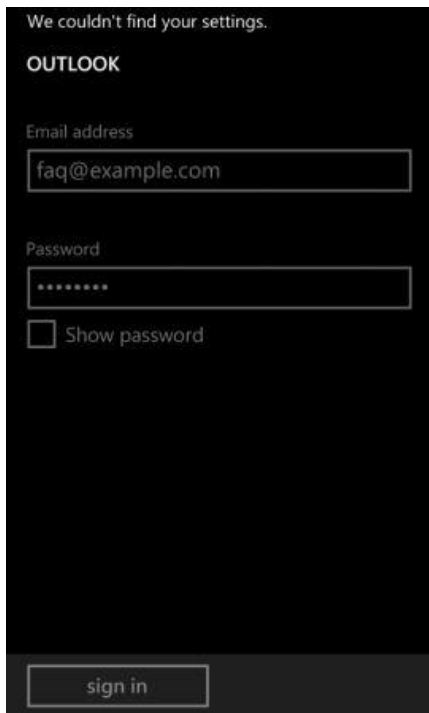 We couldn't find your settings.
OUTLOOK
Email address
faq@example.com
Password
••••••••
Show password
sign in